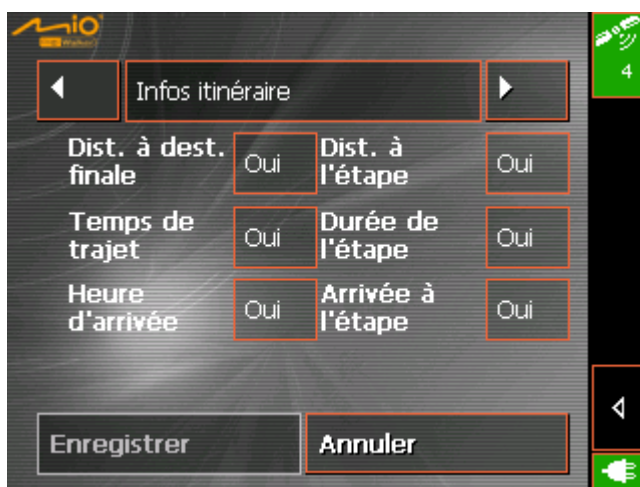 mio
4
Infos itinéraire
Dist. à dest. finale
Oui
Dist. à l'étape
Oui
Temps de trajet
Oui
Durée de l'étape
Oui
Heure d'arrivée
Oui
Arrivée à l'étape
Oui
Enregistrer
Annuler